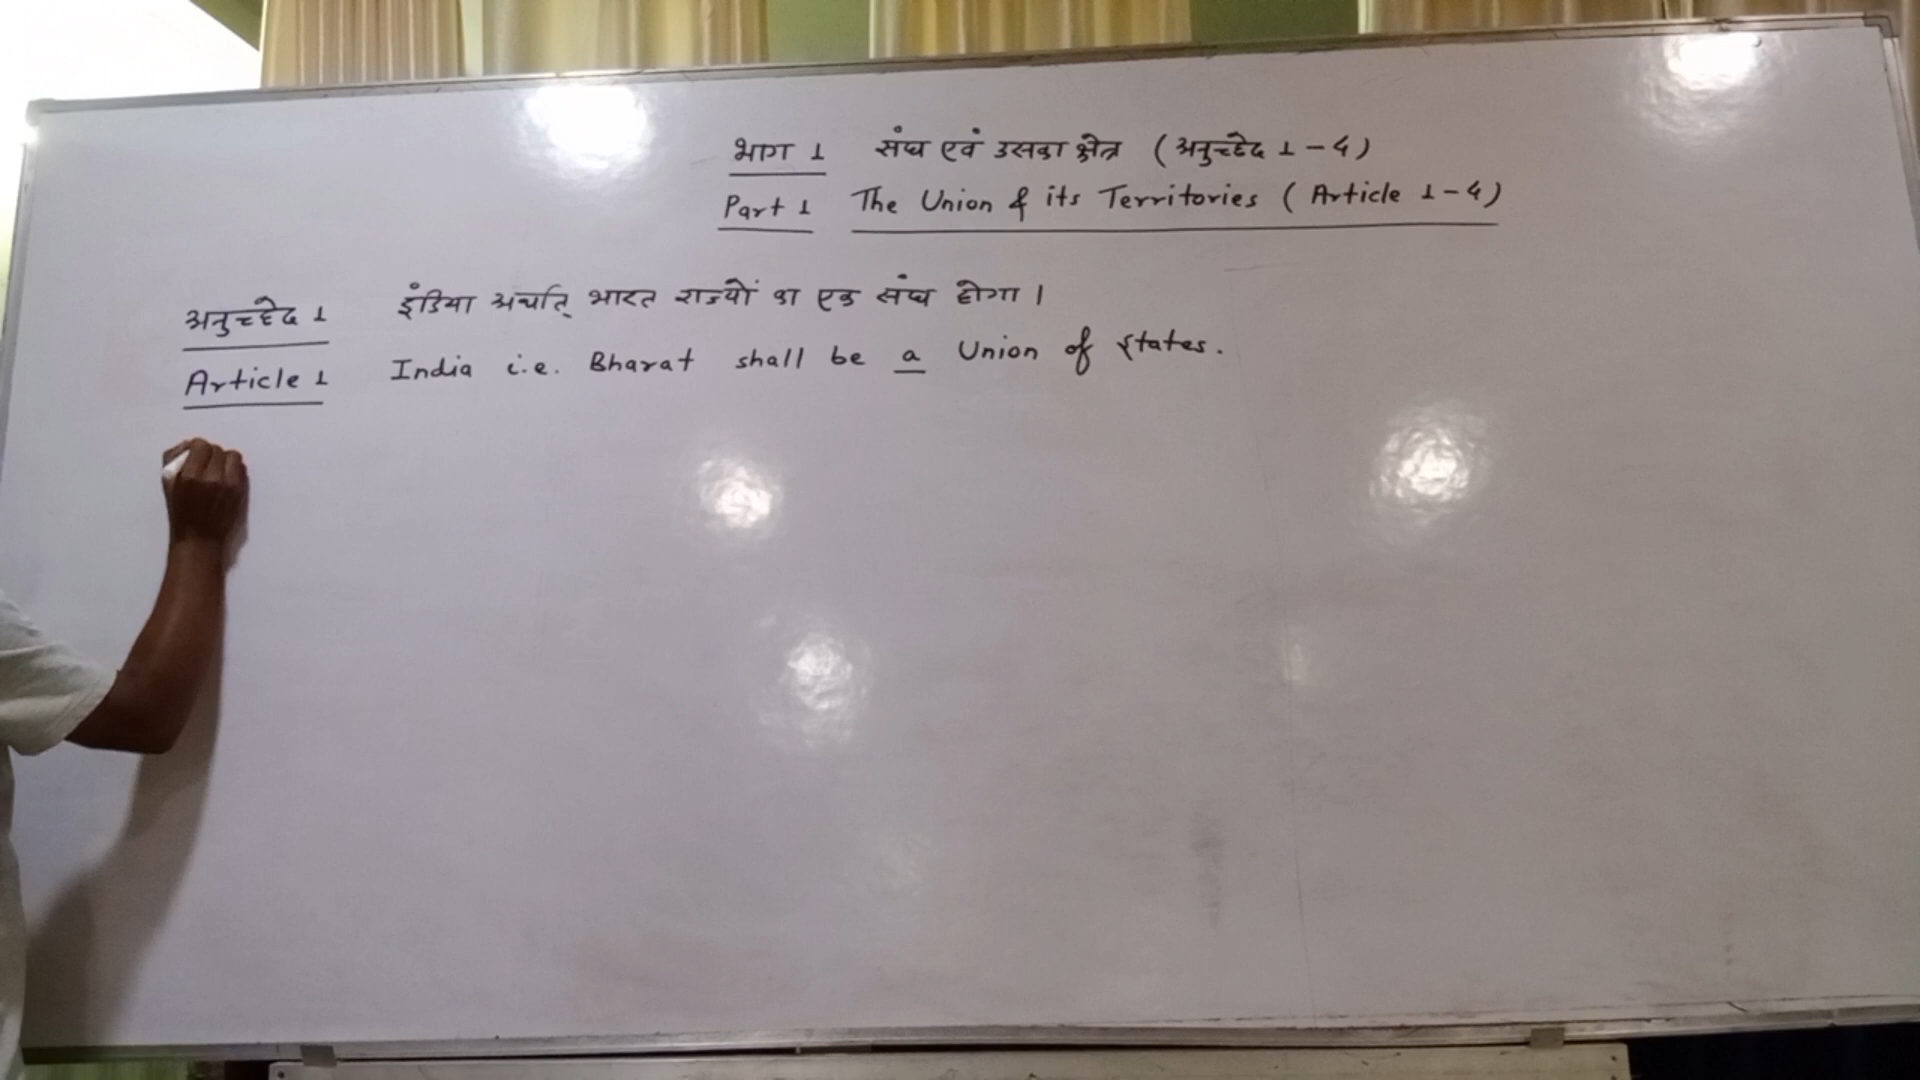 भाग 1 संघ एवं उसका क्षेत्र (अनुच्छेद 1-4)
Part 1 The Union & its Territories (Article 1-4)
अनुच्छेद 1 इंडिया अर्थात् भारत राज्यों का एक संघ होगा।
Article 1 India i.e. Bharat shall be a Union of states.